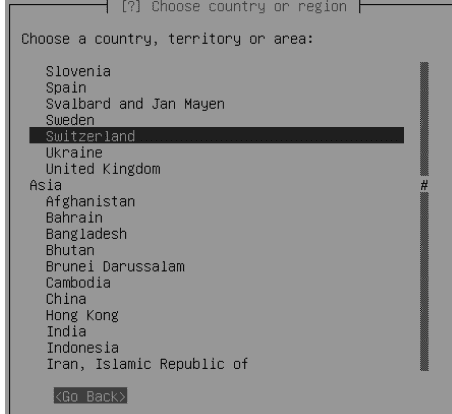 [?] Choose country or region
Choose a country, territory or area:
Slovenia
Spain
Svalbard and Jan Mayen
Sweden
Switzerland
Ukraine
United Kingdom
Asia #
Afghanistan
Bahrain
Bangladesh
Bhutan
Brunei Darussalam
Cambodia
China
Hong Kong
India
Indonesia
Iran, Islamic Republic of
<Go Back>